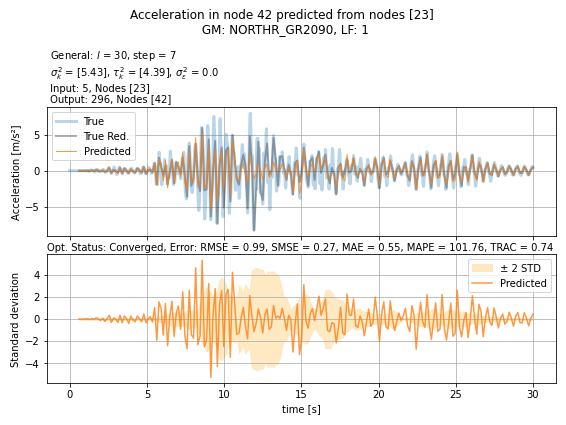 Acceleration in node 42 predicted from nodes [23]
GM: NORTHR_GR2090, LF: 1
General: l = 30, step = 7
σ²ₖ = [5.43], τ²ₖ = [4.39], σ²ε = 0.0
Input: 5, Nodes [23]
Output: 296, Nodes [42]
True
True Red.
Predicted
Acceleration [m/s²]
5
0
−5
Opt. Status: Converged, Error: RMSE = 0.99, SMSE = 0.27, MAE = 0.55, MAPE = 101.76, TRAC = 0.74
± 2 STD
Predicted
Standard deviation
4
2
0
−2
−4
0 5 10 15 20 25 30
time [s]